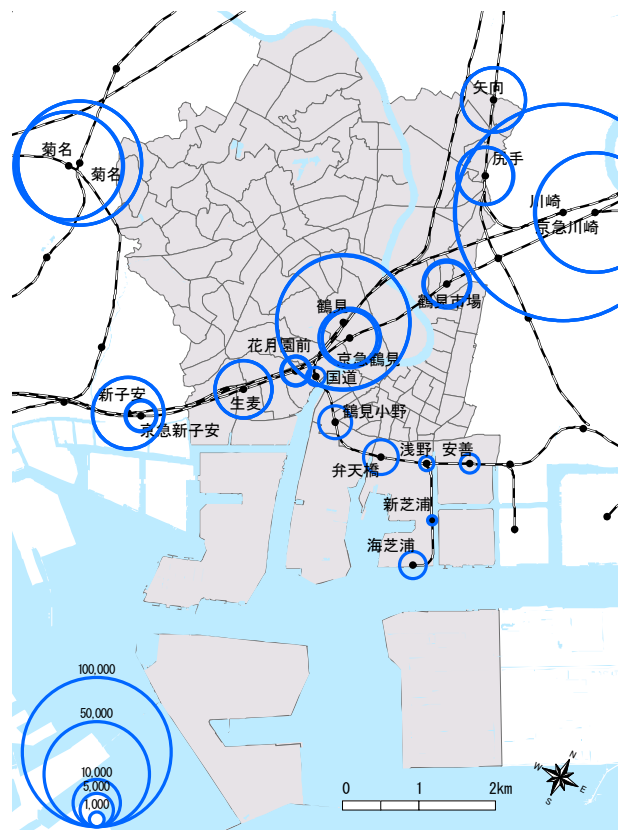 矢向
菊名
菊名
尻手
川崎
京急川崎
鶴見
鶴見市場
花月園前
京急鶴見
国道
新子安
生麦
京急新子安
鶴見小野
弁天橋
浅野
安善
新芝浦
海芝浦
100,000
50,000
10,000
5,000
1,000
0 1 2km
N
W
E
S